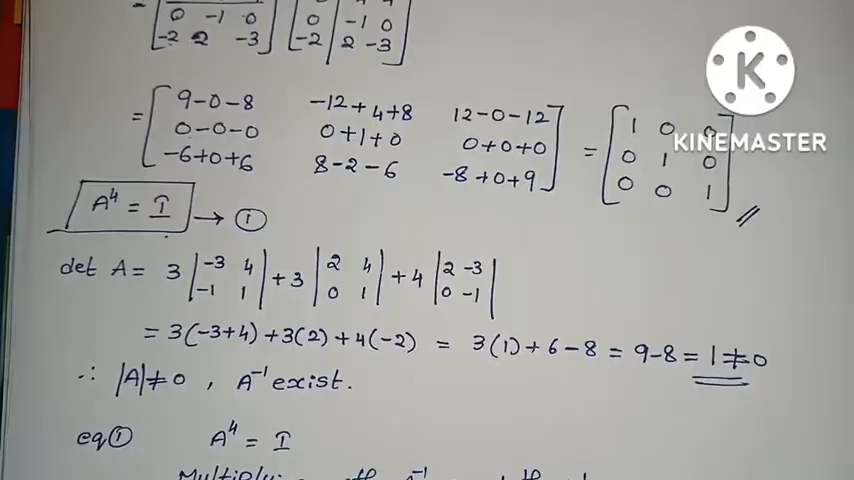 = [ 0 -1 0 ] [ 0 -1 0 ]
[ -2 2 -3 ] [ -2 2 -3 ]
= [ 9-0-8 -12+4+8 12-0-12 ] = [ 1 0 0 ]
[ 0-0-0 0+1+0 0+0+0 ] [ 0 1 0 ]
[ -6+0+6 8-2-6 -8+0+9 ] [ 0 0 1 ] //
K
KINEMASTER
A⁴ = I → ①
det A = 3 |-3 4| + 3 |2 4| + 4 |2 -3|
|-1 1| |0 1| |0 -1|
= 3(-3+4) +3(2) +4(-2) = 3(1)+6-8 = 9-8 = 1≠0
∴ |A|≠0 , A⁻¹ exist.
eq① A⁴ = I